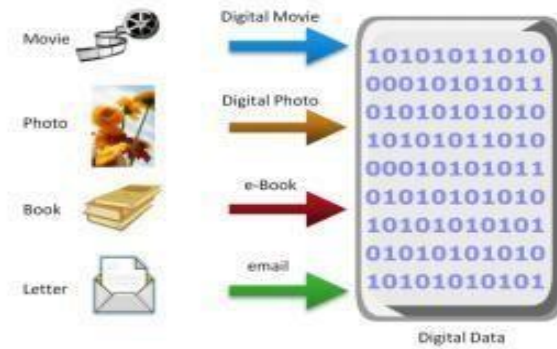 Movie
Digital Movie
Photo
Digital Photo
Book
e-Book
Letter
email
10101011010
00010101011
01010101010
10101011010
00010101011
01010101010
10101010101
01010101010
10101010101
Digital Data